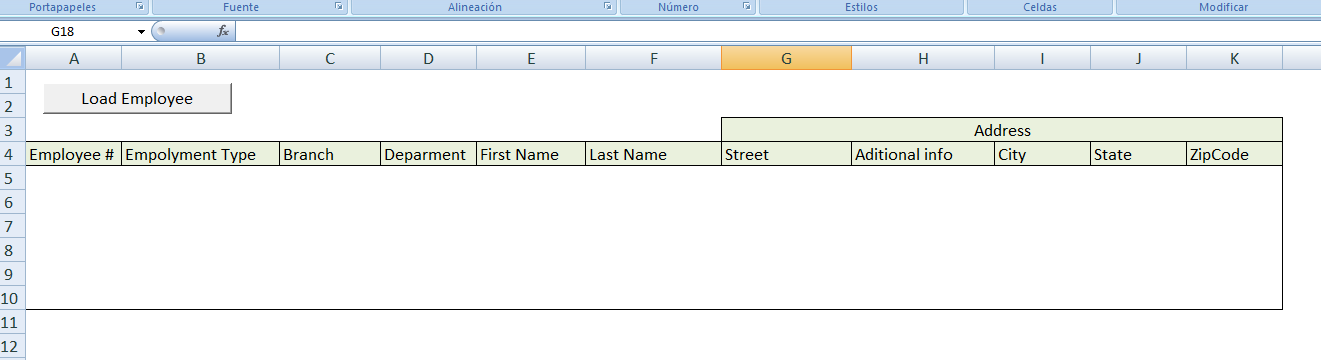 Portapapeles Fuente Alineación Número Estilos Celdas Modificar
G18 fx
A B C D E F G H I J K
1
Load Employee
2
3 Address
4 Employee # Empolyment Type Branch Deparment First Name Last Name Street Aditional info City State ZipCode
5
6
7
8
9
10
11
12